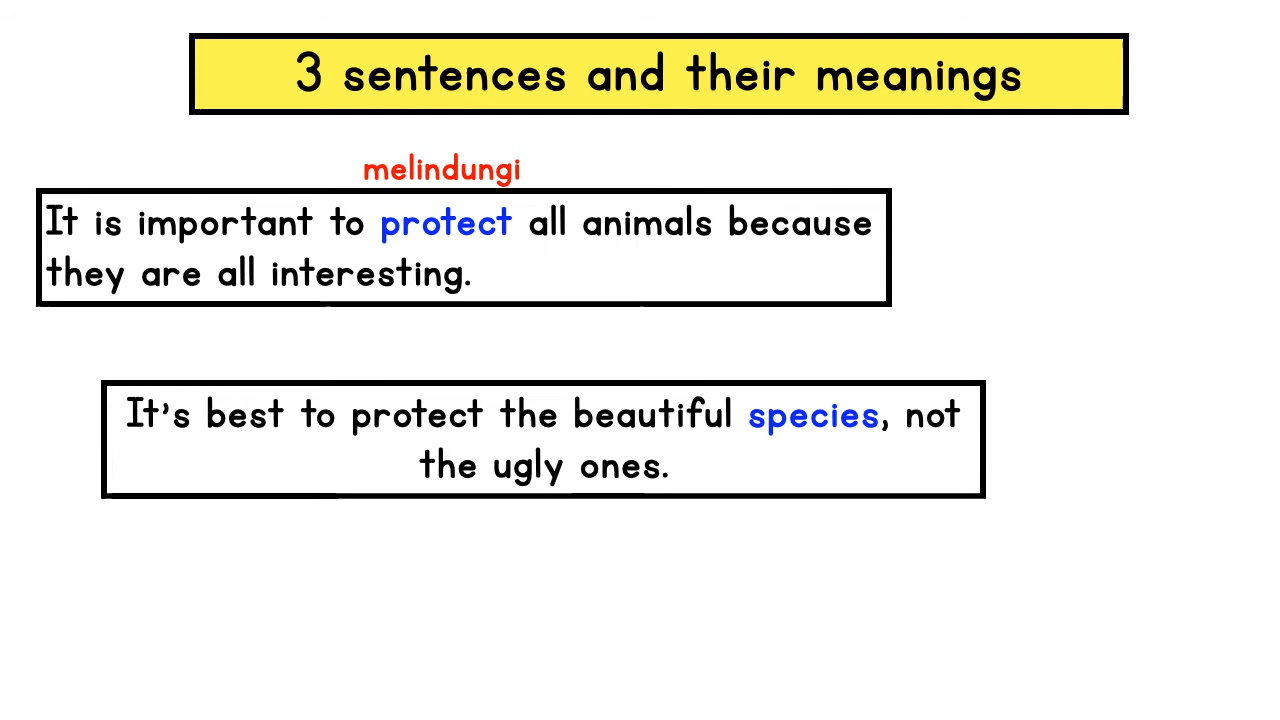 3 sentences and their meanings
melindungi
It is important to protect all animals because
they are all interesting.
It's best to protect the beautiful species, not
the ugly ones.